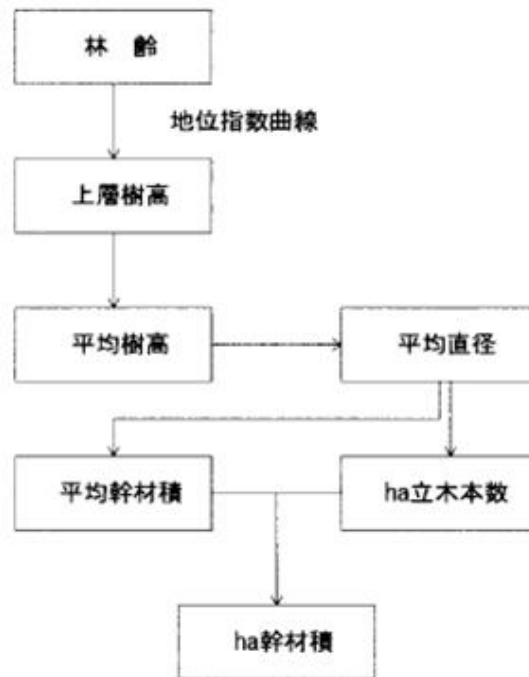 林 齢
地位指数曲線
上層樹高
平均樹高
平均直径
平均幹材積
ha立木本数
ha幹材積